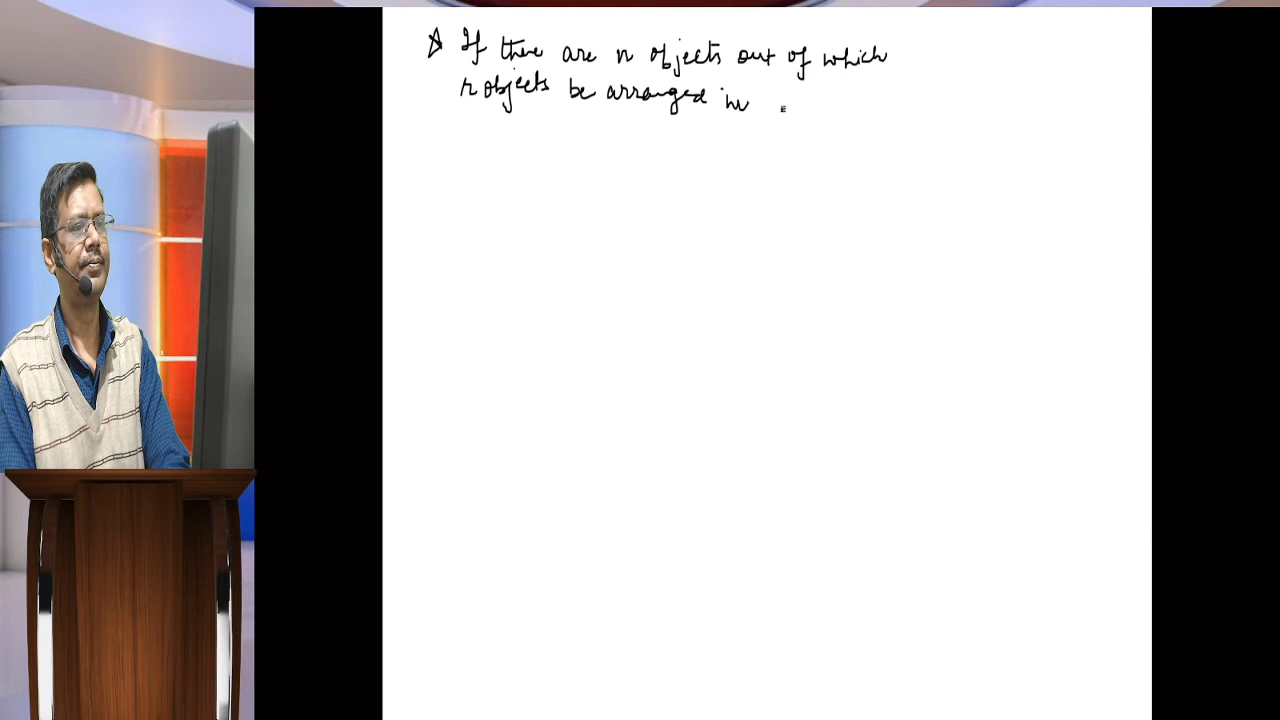 ☆ If there are n objects out of which
r objects be arranged in =